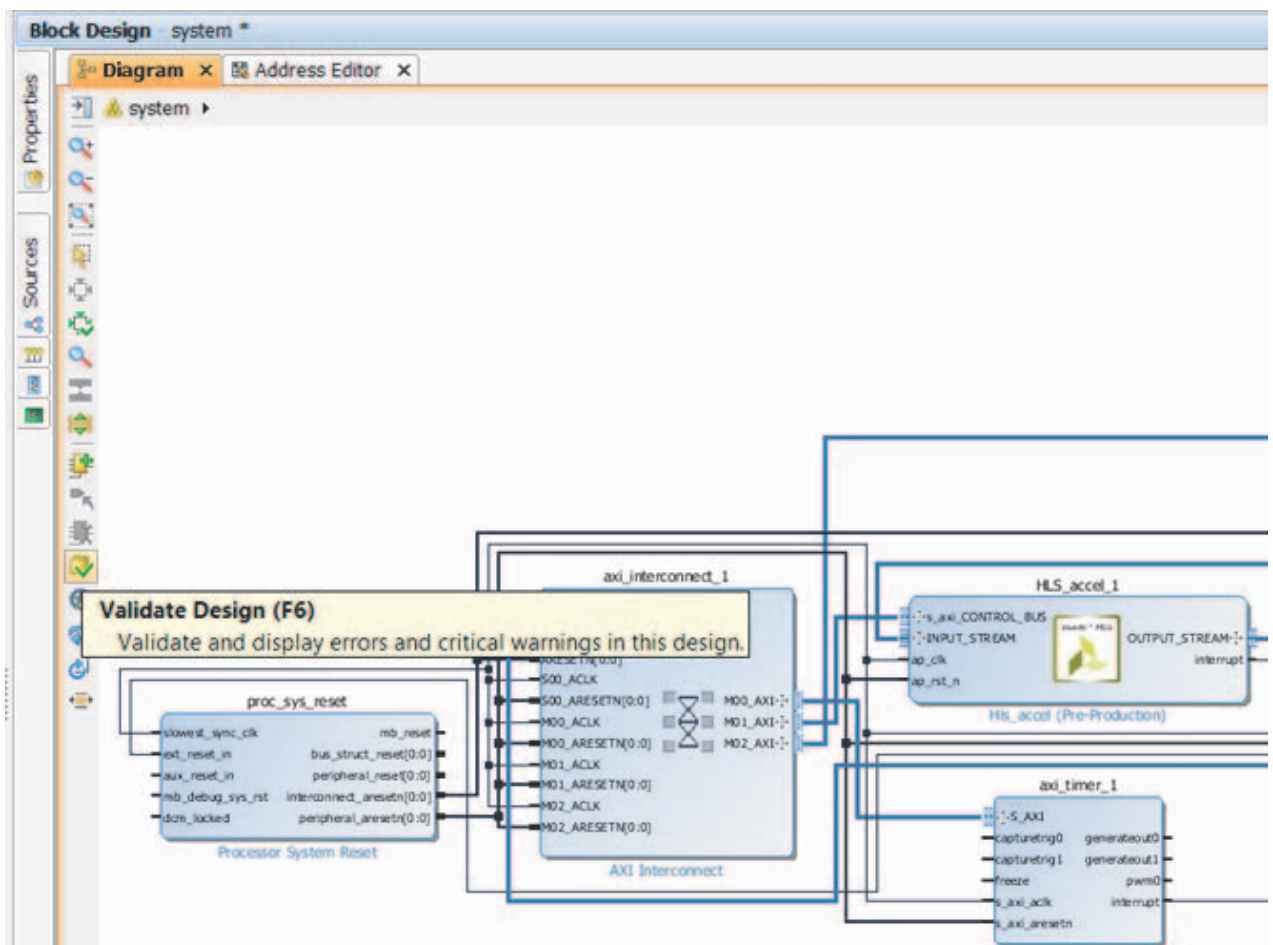 Block Design - system *
Properties
Sources
Diagram
Address Editor
system
Validate Design (F6)
Validate and display errors and critical warnings in this design.
axi_interconnect_1
S00_ACLK
S00_ARESETN[0:0]
M00_ACLK
M00_ARESETN[0:0]
M01_ACLK
M01_ARESETN[0:0]
M02_ACLK
M02_ARESETN[0:0]
M00_AXI
M01_AXI
M02_AXI
AXI Interconnect
HLS_accel_1
s_axi_CONTROL_BUS
INPUT_STREAM
ap_clk
ap_rst_n
OUTPUT_STREAM
interrupt
Hls_accel (Pre-Production)
proc_sys_reset
slowest_sync_clk
ext_reset_in
aux_reset_in
mb_debug_sys_rst
dcm_locked
mb_reset
bus_struct_reset[0:0]
peripheral_reset[0:0]
interconnect_aresetn[0:0]
peripheral_aresetn[0:0]
Processor System Reset
axi_timer_1
S_AXI
capturetrig0
capturetrig1
freeze
s_axi_aclk
s_axi_aresetn
generateout0
generateout1
pwm0
interrupt